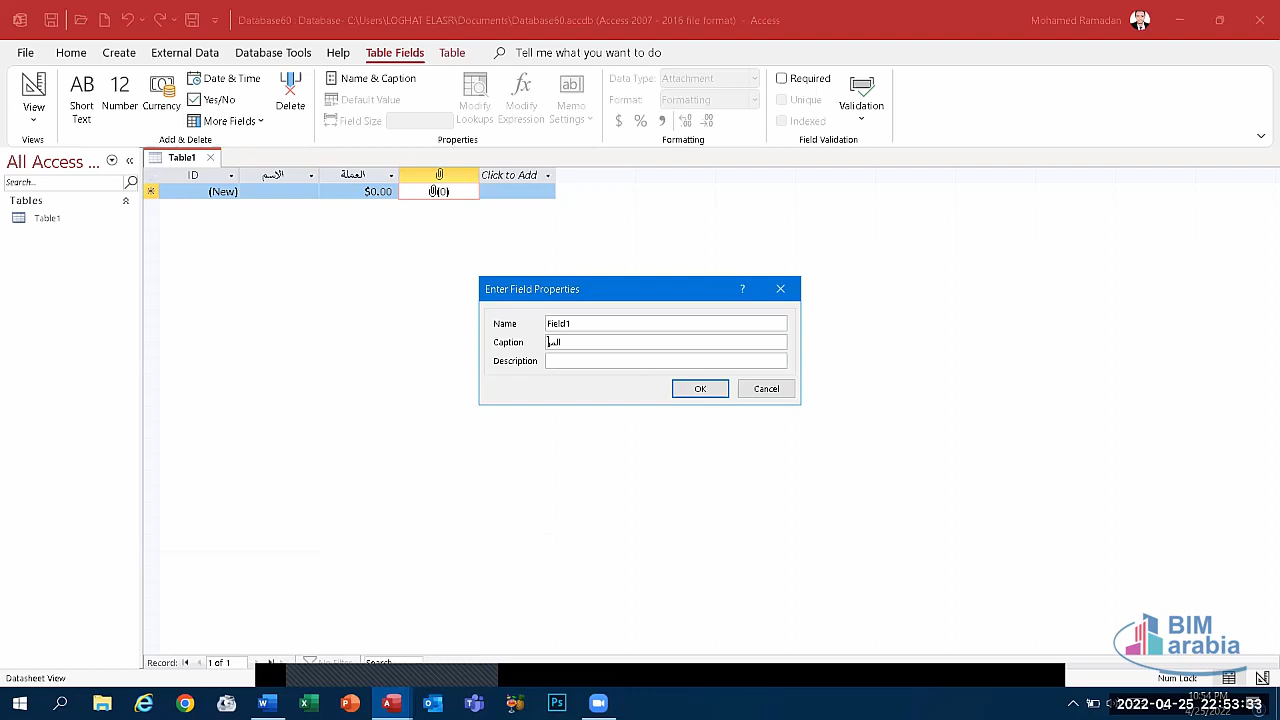 Database60 : Database- C:\Users\LOGHAT ELASR\Documents\Database60.accdb (Access 2007 - 2016 file format) - Access
Mohamed Ramadan
File Home Create External Data Database Tools Help Table Fields Table Tell me what you want to do
View
Views
AB Short Text
12 Number
Currency
Date & Time
Yes/No
More Fields
Delete
Add & Delete
Name & Caption
Default Value
Field Size
Modify Lookups
fx Modify Expression
ab Memo Settings
Properties
Data Type: Attachment
Format: Formatting
$ % 9 .00
Formatting
Required
Unique
Indexed
Validation
Field Validation
All Access ...
Search...
Tables
Table1
Table1
ID الاسم العملة Click to Add
(New) $0.00 (0)
Enter Field Properties ?
Name Field1
Caption
Description
OK Cancel
BIM
arabia
Record: 1 of 1 No Filter Search
Datasheet View
Num Lock
2022-04-25 22:53:33